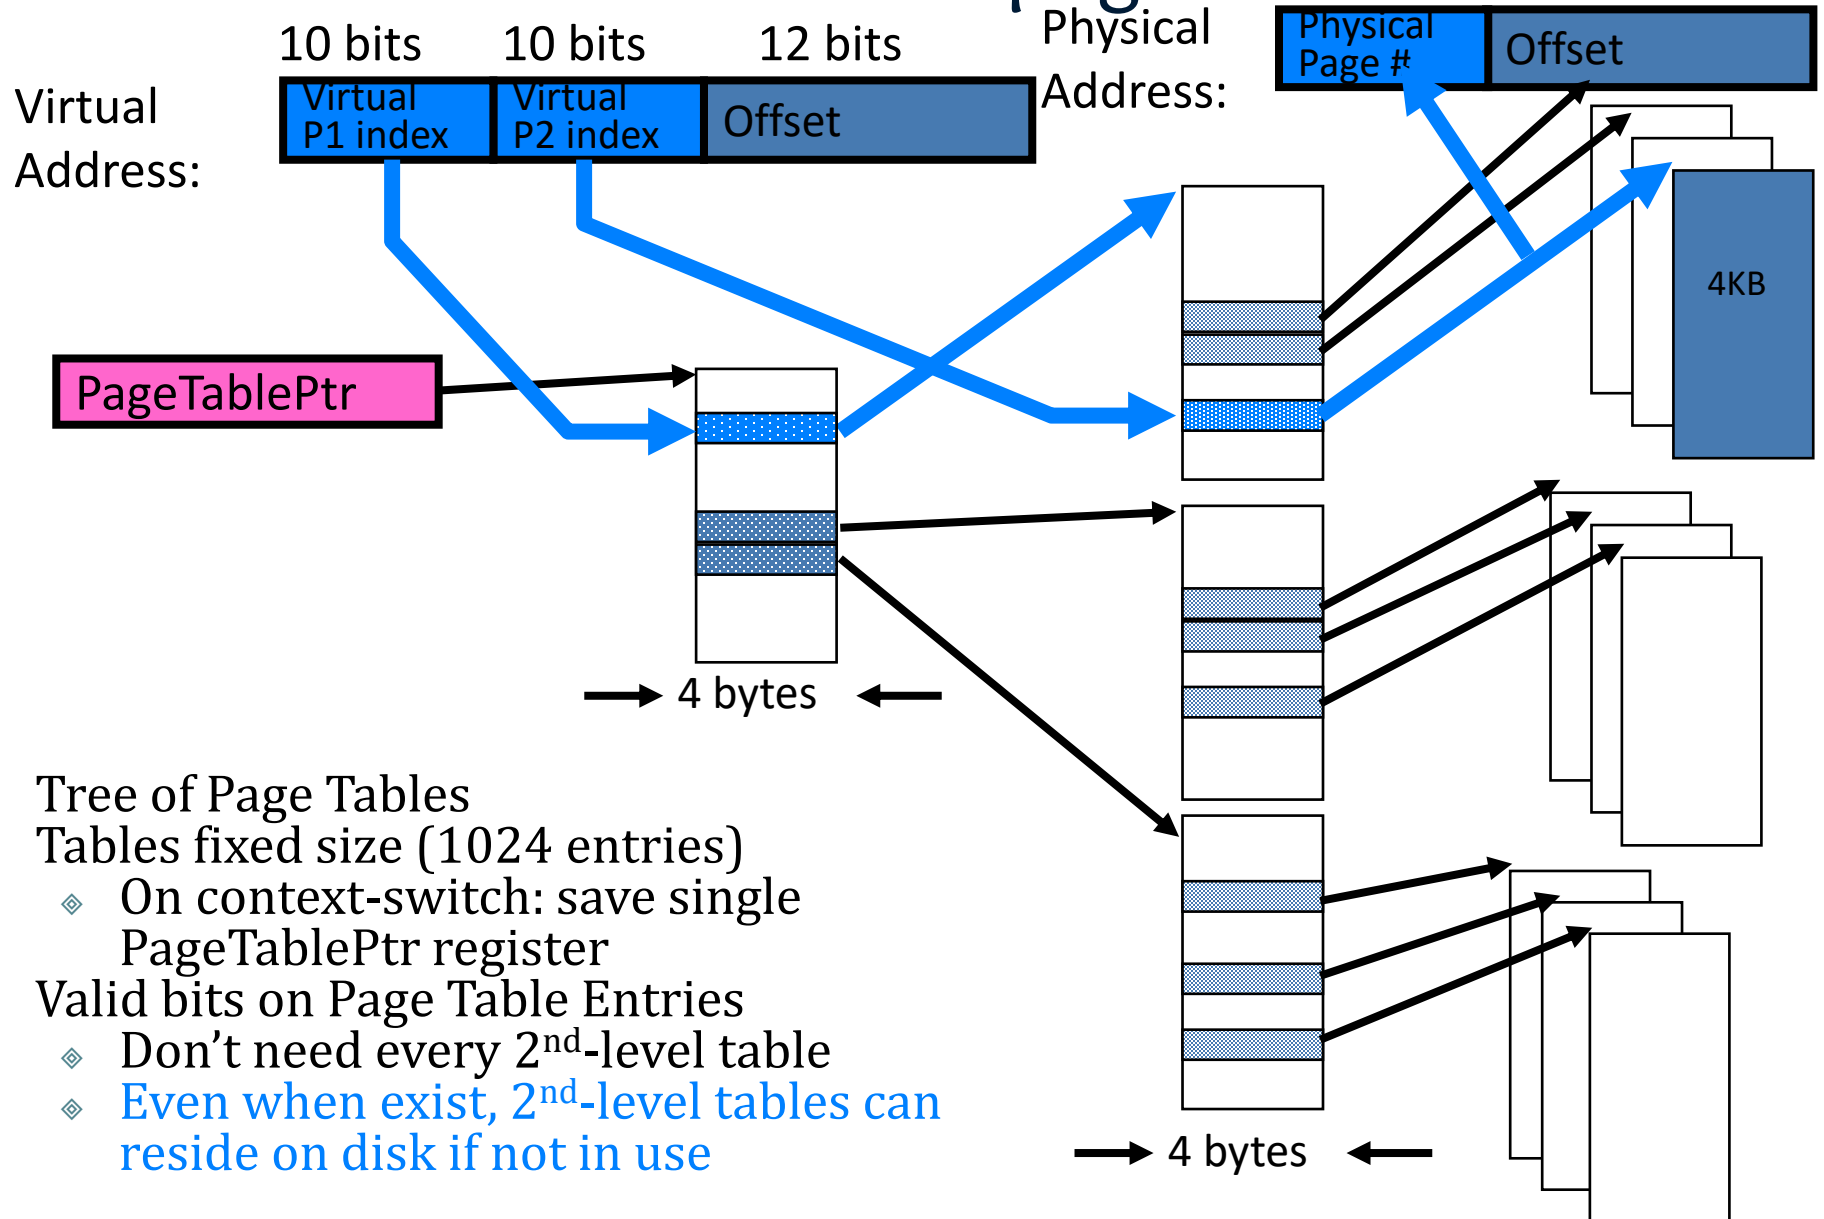 10 bits 10 bits 12 bits
Virtual
Address:
Virtual
P1 index
Virtual
P2 index
Offset
Physical
Address:
Physical
Page #
Offset
4KB
PageTablePtr
4 bytes
Tree of Page Tables
Tables fixed size (1024 entries)
On context-switch: save single
PageTablePtr register
Valid bits on Page Table Entries
Don’t need every 2nd-level table
Even when exist, 2nd-level tables can
reside on disk if not in use
4 bytes